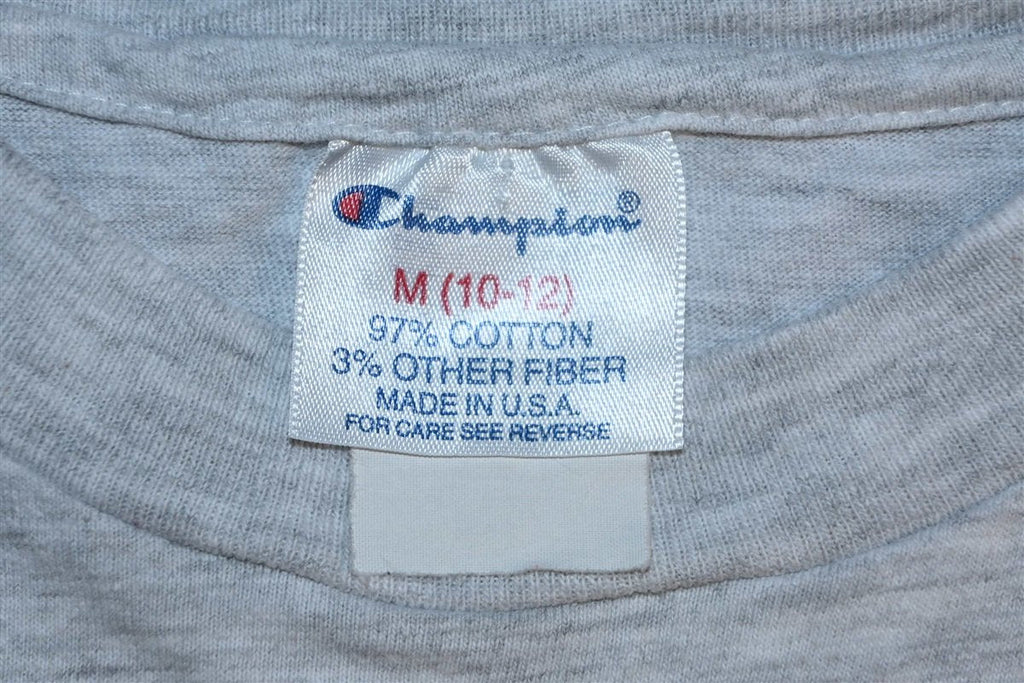 Champion®
M (10-12)
97% COTTON
3% OTHER FIBER
MADE IN U.S.A.
FOR CARE SEE REVERSE